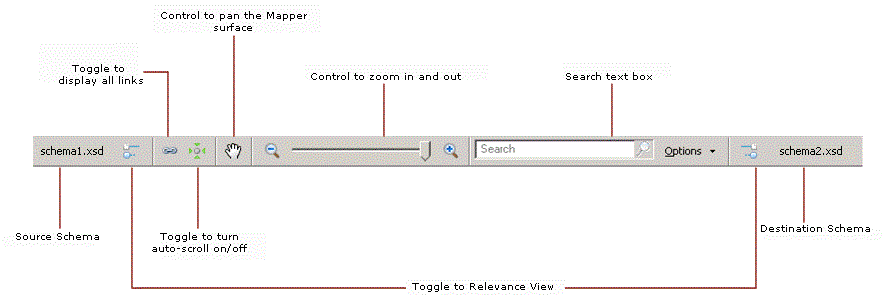 Control to pan the Mapper
surface
Toggle to
display all links
Control to zoom in and out
Search text box
schema1.xsd
Search
Options
schema2.xsd
Source Schema
Toggle to turn
auto-scroll on/off
Destination Schema
Toggle to Relevance View